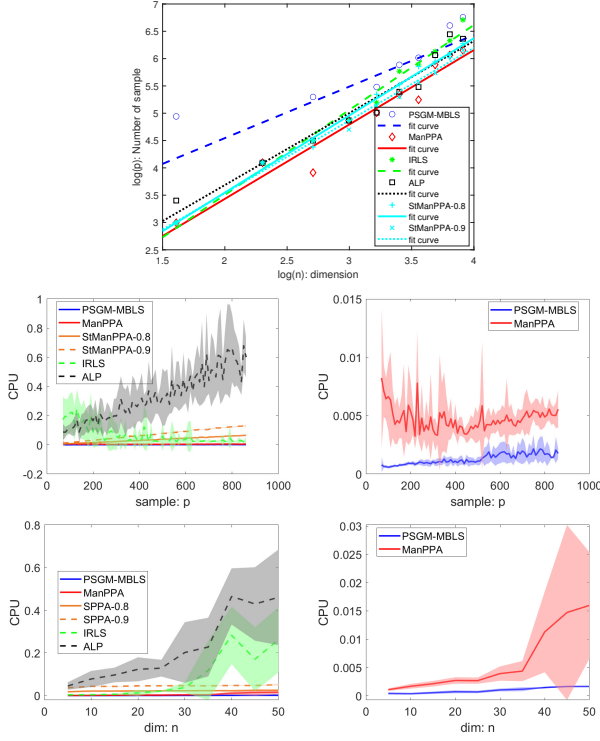 log(p): Number of sample
7
6.5
6
5.5
5
4.5
4
3.5
3
2.5
1.5
2
2.5
3
3.5
4
log(n): dimension
PSGM-MBLS
fit curve
ManPPA
fit curve
IRLS
fit curve
ALP
fit curve
StManPPA-0.8
fit curve
StManPPA-0.9
fit curve
CPU
1
0.8
0.6
0.4
0.2
0
-0.2
0
200
400
600
800
1000
sample: p
PSGM-MBLS
ManPPA
StManPPA-0.8
StManPPA-0.9
IRLS
ALP
CPU
0.015
0.01
0.005
0
0
200
400
600
800
1000
sample: p
PSGM-MBLS
ManPPA
CPU
0.8
0.6
0.4
0.2
0
0
10
20
30
40
50
dim: n
PSGM-MBLS
ManPPA
SPPA-0.8
SPPA-0.9
IRLS
ALP
CPU
0.03
0.025
0.02
0.015
0.01
0.005
0
0
10
20
30
40
50
dim: n
PSGM-MBLS
ManPPA